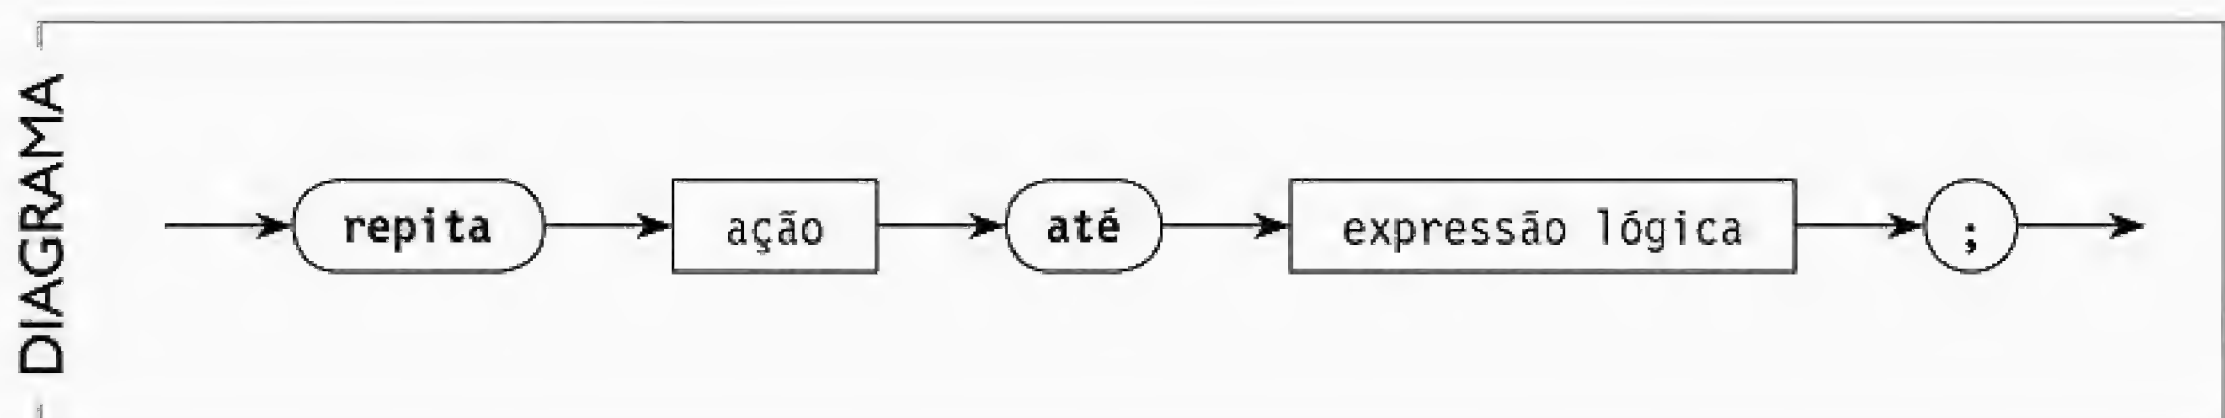 DIAGRAMA
repita ação até expressão lógica ;